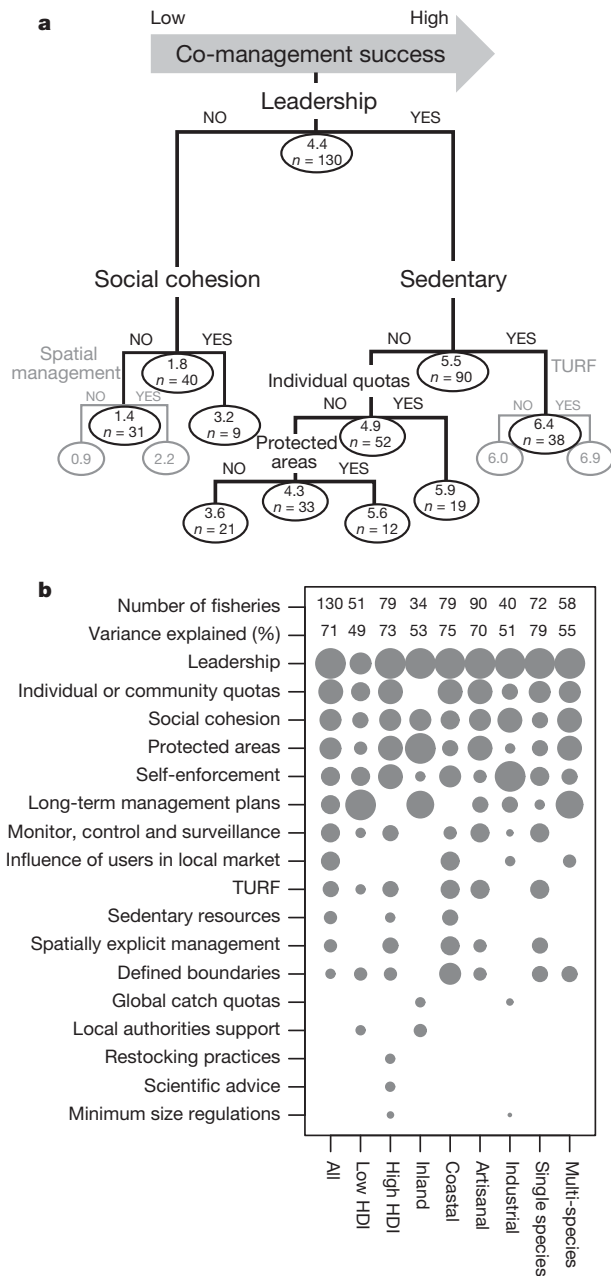 a
Low High
Co-management success
Leadership
NO YES
4.4
n = 130
Social cohesion Sedentary
NO YES NO YES
Spatial
management
1.8
n = 40
5.5
n = 90
TURF
Individual quotas
NO YES
1.4
n = 31
3.2
n = 9
NO YES
4.9
n = 52
NO YES
6.4
n = 38
0.9 2.2
Protected
areas
6.0 6.9
NO YES
4.3
n = 33
5.9
n = 19
3.6
n = 21
5.6
n = 12
b
Number of fisheries 130 51 79 34 79 90 40 72 58
Variance explained (%) 71 49 73 53 75 70 51 79 55
Leadership
Individual or community quotas
Social cohesion
Protected areas
Self-enforcement
Long-term management plans
Monitor, control and surveillance
Influence of users in local market
TURF
Sedentary resources
Spatially explicit management
Defined boundaries
Global catch quotas
Local authorities support
Restocking practices
Scientific advice
Minimum size regulations
All
Low HDI
High HDI
Inland
Coastal
Artisanal
Industrial
Single species
Multi-species